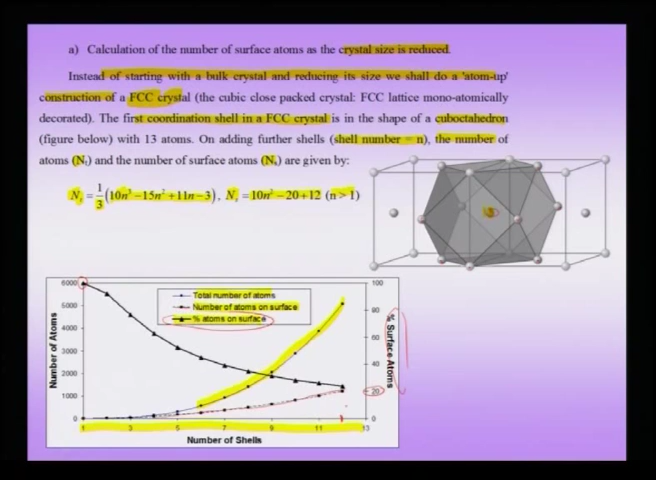 a) Calculation of the number of surface atoms as the crystal size is reduced.
Instead of starting with a bulk crystal and reducing its size we shall do a 'atom-up'
construction of a FCC crystal (the cubic close packed crystal: FCC lattice mono-atomically
decorated). The first coordination shell in a FCC crystal is in the shape of a cuboctahedron
(figure below) with 13 atoms. On adding further shells (shell number = n), the number of
atoms (Nₜ) and the number of surface atoms (Nₛ) are given by:
Nₜ = 1/3 (10n³ −15n² +11n −3), Nₛ = 10n² −20+12 (n > 1)
Total number of atoms
Number of atoms on surface
% atoms on surface
Number of Atoms
6000
5000
4000
3000
2000
1000
0
100
80
60
40
20
0
% Surface Atoms
1 3 5 7 9 11 13
Number of Shells